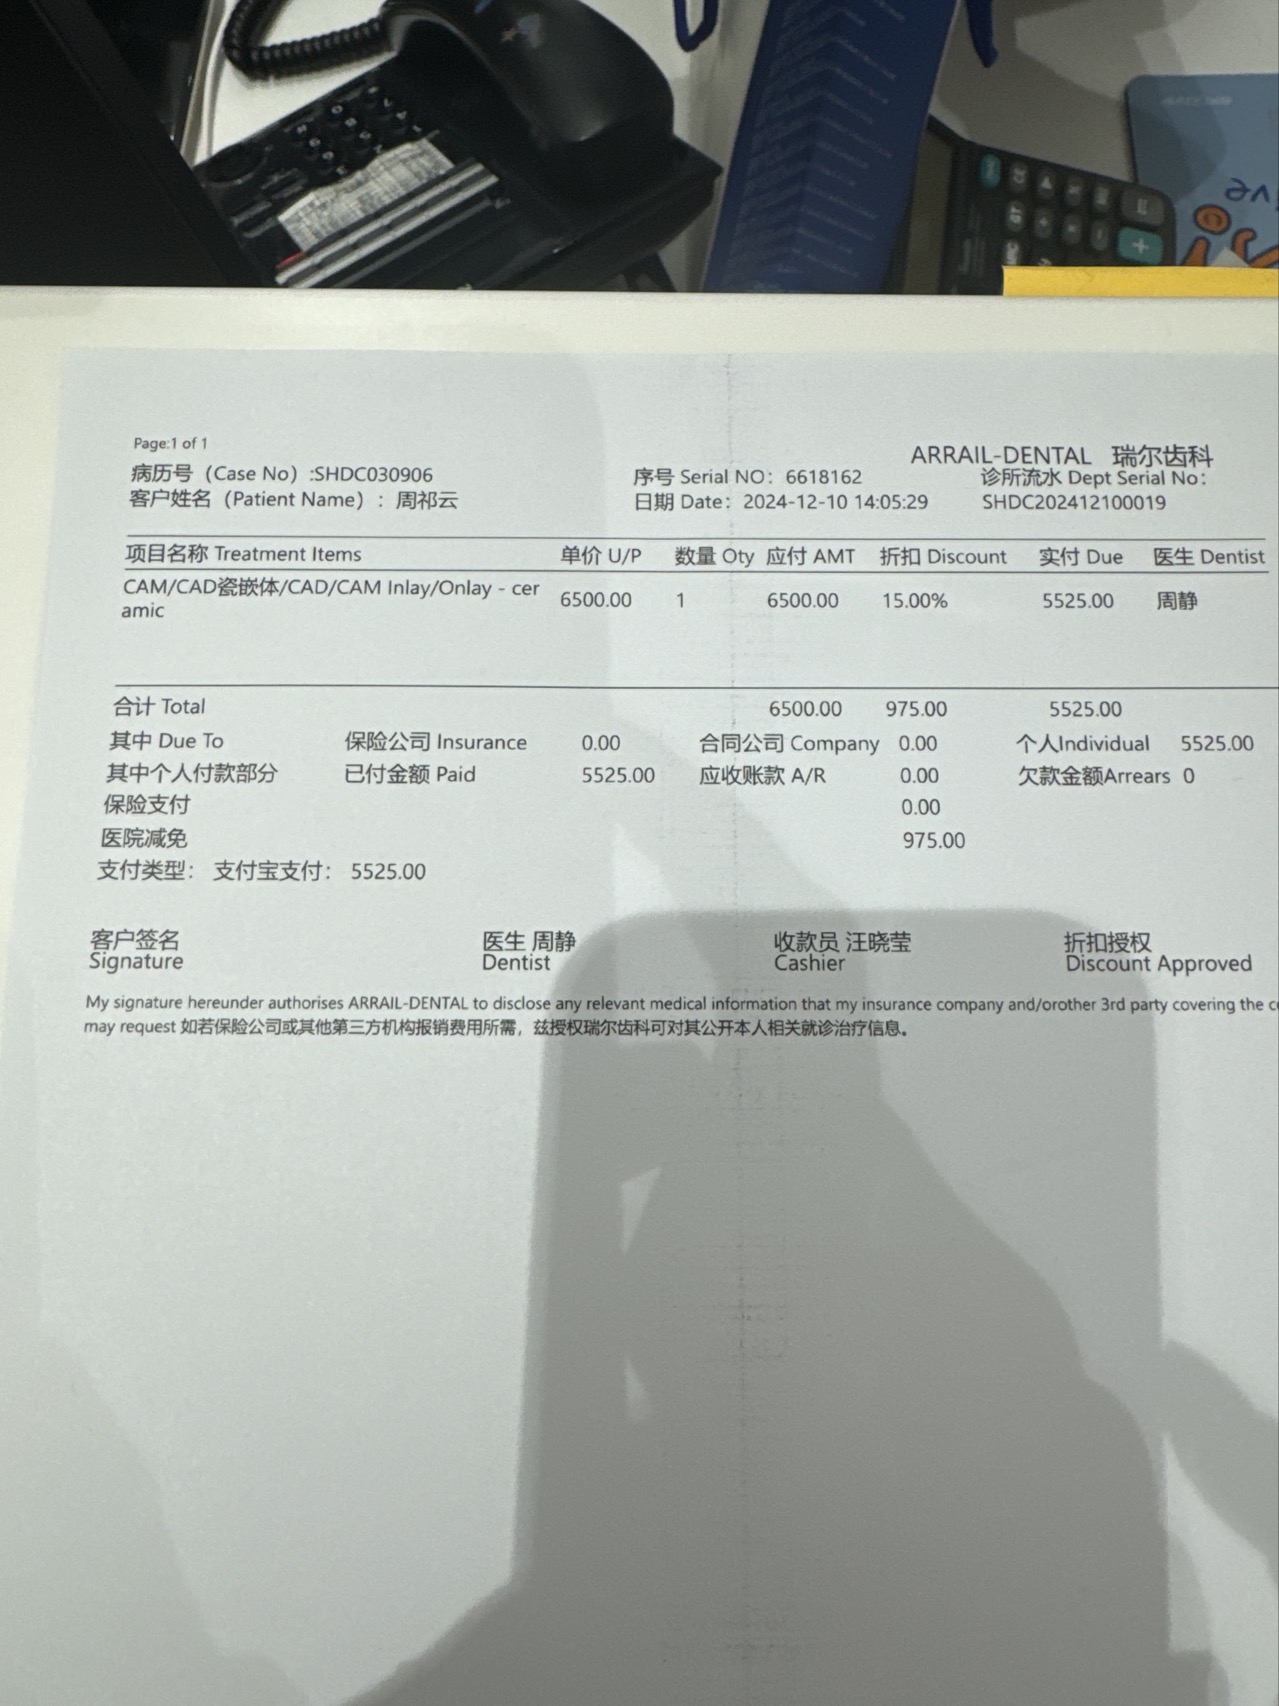 Page:1 of 1
ARRAIL-DENTAL 瑞尔齿科
病历号（Case No）:SHDC030906 序号 Serial NO： 6618162 诊所流水 Dept Serial No：
客户姓名（Patient Name）：周祁云 日期 Date： 2024-12-10 14:05:29 SHDC202412100019
项目名称 Treatment Items 单价 U/P 数量 Qty 应付 AMT 折扣 Discount 实付 Due 医生 Dentist
CAM/CAD瓷嵌体/CAD/CAM Inlay/Onlay - cer
amic 6500.00 1 6500.00 15.00% 5525.00 周静
合计 Total 6500.00 975.00 5525.00
其中 Due To 保险公司 Insurance 0.00 合同公司 Company 0.00 个人Individual 5525.00
其中个人付款部分 已付金额 Paid 5525.00 应收账款 A/R 0.00 欠款金额Arrears 0
保险支付 0.00
医院减免 975.00
支付类型： 支付宝支付： 5525.00
客户签名 医生 周静 收款员 汪晓莹 折扣授权
Signature Dentist Cashier Discount Approved
My signature hereunder authorises ARRAIL-DENTAL to disclose any relevant medical information that my insurance company and/orother 3rd party covering the
may request 如若保险公司或其他第三方机构报销费用所需，兹授权瑞尔齿科可对其公开本人相关就诊治疗信息。